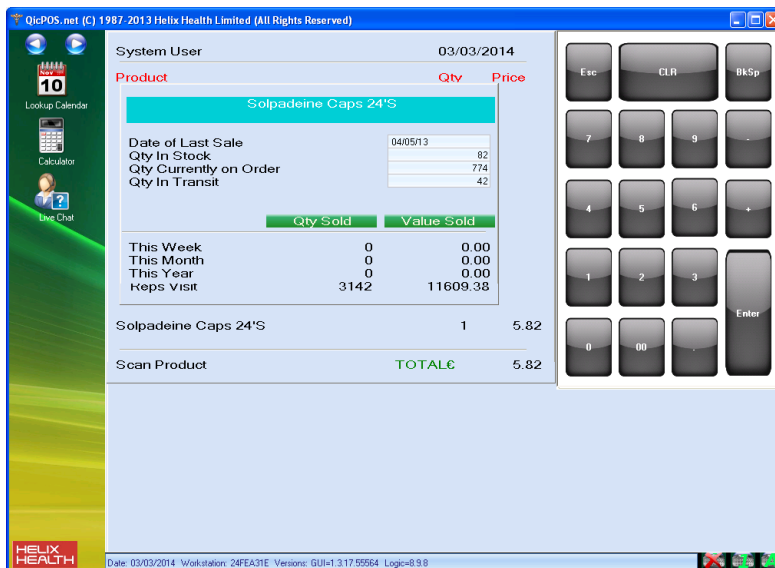 QicPOS.net (C) 1987-2013 Helix Health Limited (All Rights Reserved)
System User 03/03/2014
Product Qty Price
Solpadeine Caps 24'S
Date of Last Sale 04/05/13
Qty In Stock 82
Qty Currently on Order 774
Qty In Transit 42
Qty Sold Value Sold
This Week 0 0.00
This Month 0 0.00
This Year 0 0.00
Reps Visit 3142 11609.38
Solpadeine Caps 24'S 1 5.82
Scan Product TOTAL€ 5.82
Nov
10
Lookup Calendar
Calculator
Live Chat
Esc CLR BkSp
7 8 9 -
4 5 6 +
1 2 3
Enter
0 00 .
HELIX
HEALTH
Date: 03/03/2014 Workstation: 24FEA31E Versions: GUI=1.3.17.55564 Logic=8.9.8